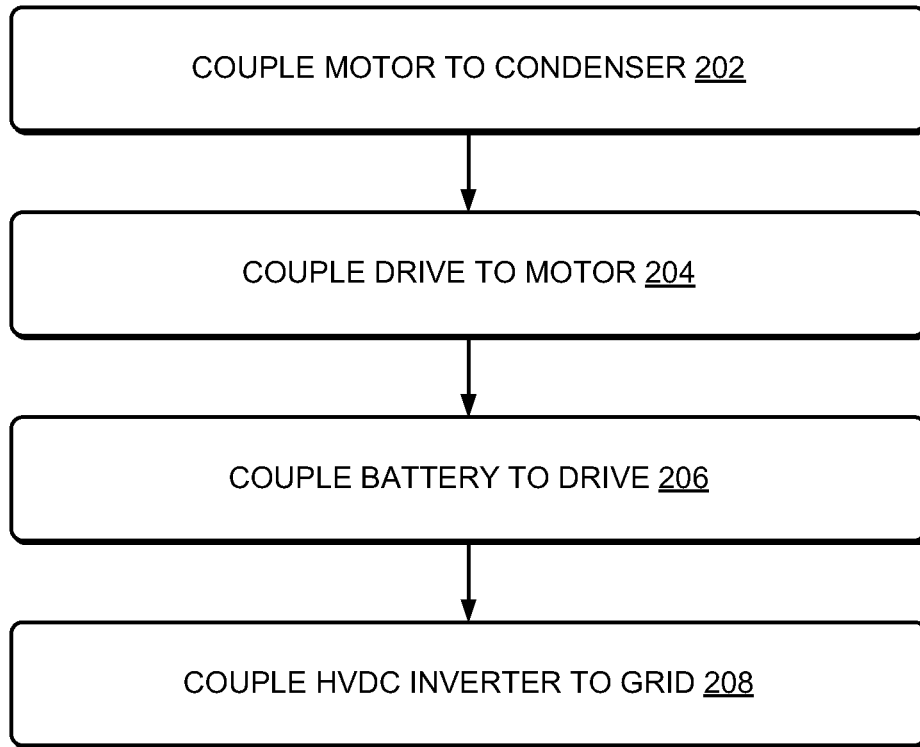 COUPLE MOTOR TO CONDENSER 202
COUPLE DRIVE TO MOTOR 204
COUPLE BATTERY TO DRIVE 206
COUPLE HVDC INVERTER TO GRID 208